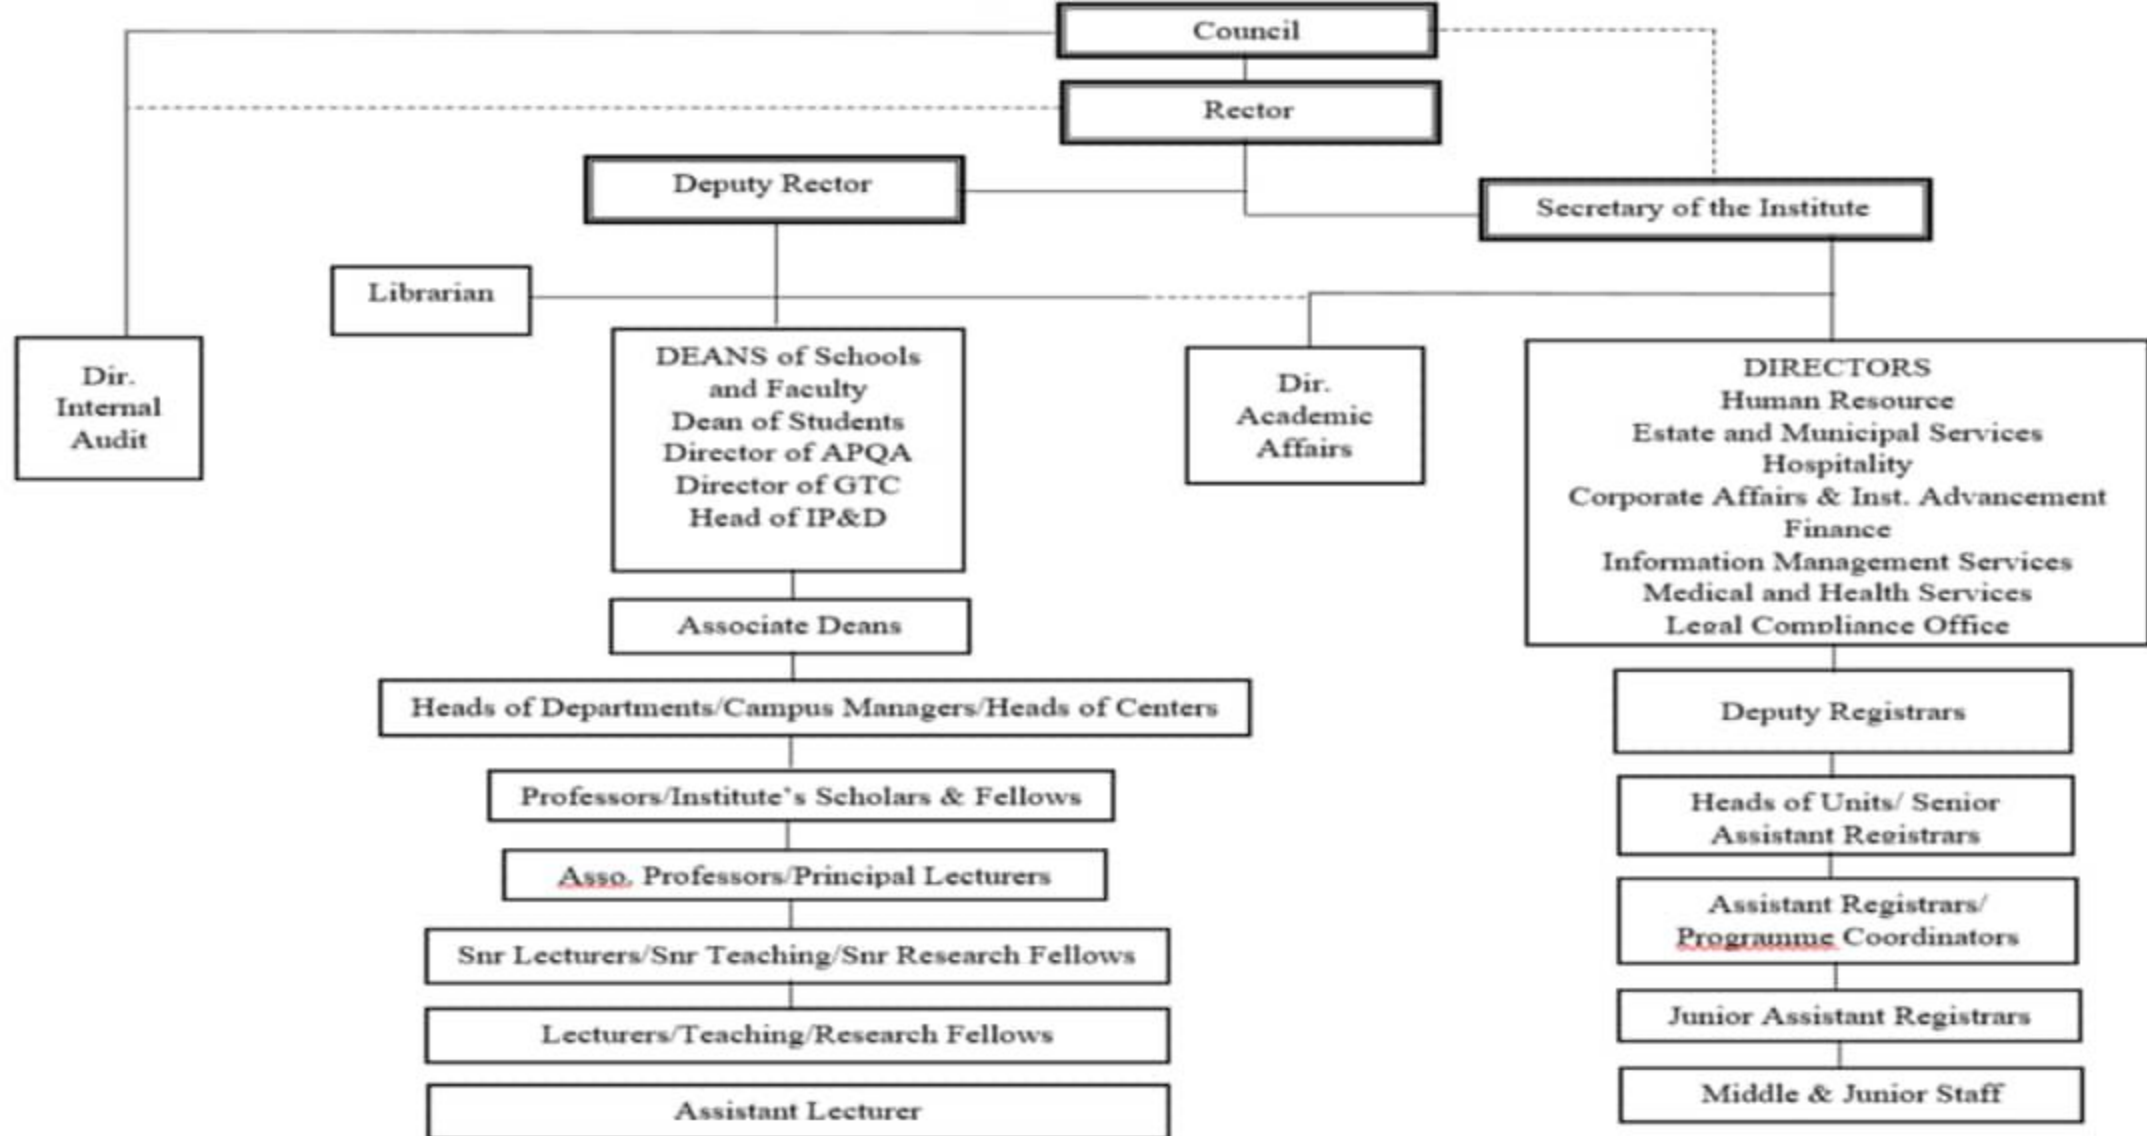 Council
Rector
Deputy Rector
Secretary of the Institute
Librarian
Dir.
Internal
Audit
DEANS of Schools
and Faculty
Dean of Students
Director of APQA
Director of GTC
Head of IP&D
Dir.
Academic
Affairs
DIRECTORS
Human Resource
Estate and Municipal Services
Hospitality
Corporate Affairs & Inst. Advancement
Finance
Information Management Services
Medical and Health Services
Legal Compliance Office
Associate Deans
Heads of Departments/Campus Managers/Heads of Centers
Professors/Institute's Scholars & Fellows
Asso. Professors/Principal Lecturers
Snr Lecturers/Snr Teaching/Snr Research Fellows
Lecturers/Teaching/Research Fellows
Assistant Lecturer
Deputy Registrars
Heads of Units/ Senior
Assistant Registrars
Assistant Registrars/
Programme Coordinators
Junior Assistant Registrars
Middle & Junior Staff